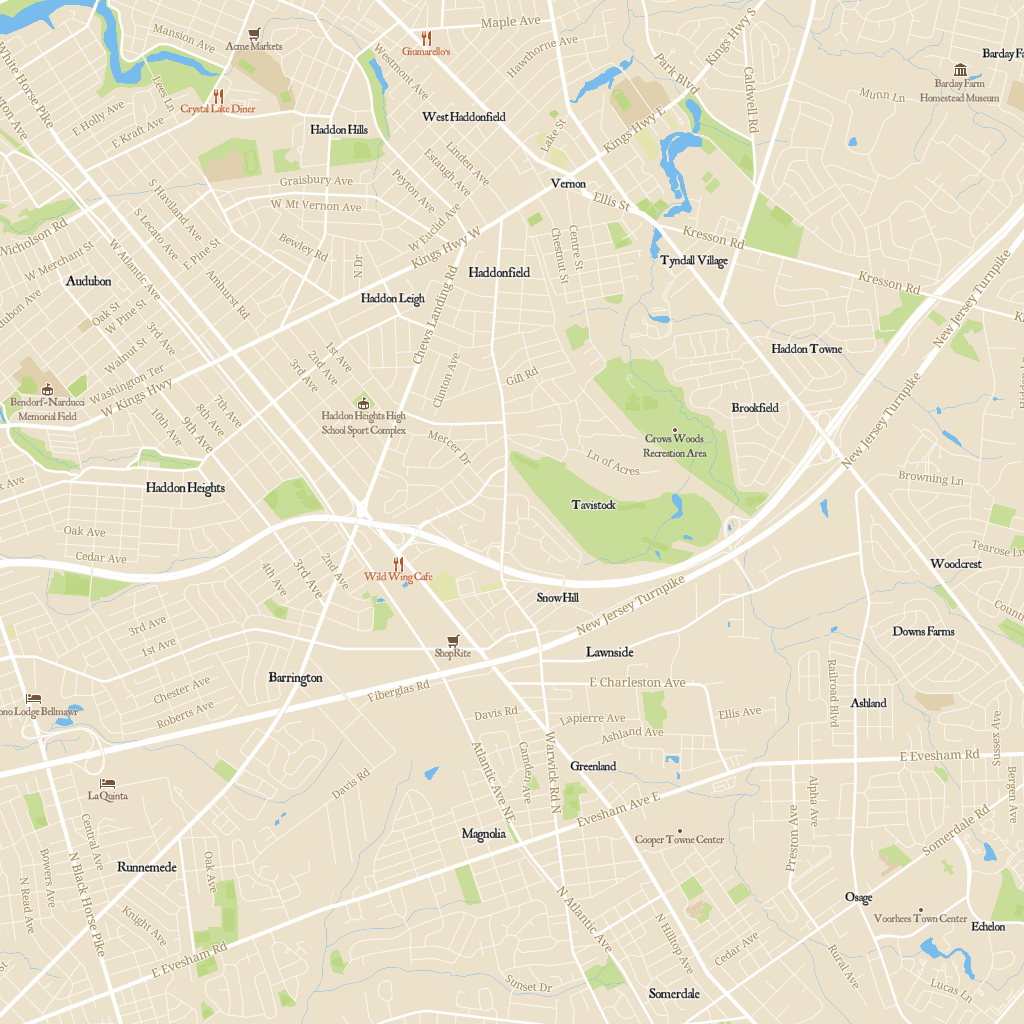 Mansion Ave
Acme Markets
Maple Ave
Giumarello's
Hawthorne Ave
Kings Hwy S
Park Blvd
Caldwell Rd
Barclay Farm
Homestead Museum
Munn Ln
White Horse Pike
Westmont Ave
Lees Ln
Crystal Lake Diner
E Holly Ave
E Kraft Ave
Haddon Hills
West Haddonfield
Lake St
Kings Hwy E
Linden Ave
Estaugh Ave
Peyton Ave
Graisbury Ave
W Mt Vernon Ave
Vernon
Ellis St
S Haviland Ave
S Lecato Ave
E Pine St
Bewley Rd
W Euclid Ave
Kings Hwy W
Centre St
Chestnut St
Kresson Rd
Tyndall Village
Nicholson Rd
W Merchant St
W Atlantic Ave
N Dr
Haddonfield
Audubon
Amhurst Rd
Haddon Leigh
Chews Landing Rd
Kresson Rd
New Jersey Turnpike
Oak St
W Pine St
3rd Ave
Walnut St
Haddon Towne
1st Ave
2nd Ave
3rd Ave
Washington Ter
W Kings Hwy
Clinton Ave
Gill Rd
Bendorf-Narducci
Memorial Field
7th Ave
8th Ave
9th Ave
10th Ave
Haddon Heights High
School Sport Complex
Brookfield
New Jersey Turnpike
Mercer Dr
Crows Woods
Recreation Area
Ln of Acres
Haddon Heights
Browning Ln
Tavistock
Oak Ave
Cedar Ave
2nd Ave
3rd Ave
4th Ave
Wild Wing Cafe
Woodcrest
Snow Hill
New Jersey Turnpike
3rd Ave
1st Ave
ShopRite
Lawnside
Downs Farms
Barrington
Chester Ave
Roberts Ave
Fiberglas Rd
E Charleston Ave
Railroad Blvd
Ashland
Davis Rd
Lapierre Ave
Ashland Ave
Ellis Ave
Sussex Ave
Atlantic Ave NE
Camden Ave
Warwick Rd N
Greenland
E Evesham Rd
Davis Rd
La Quinta
Evesham Ave E
Alpha Ave
Preston Ave
Bergen Ave
Somerdale Rd
Magnolia
Cooper Towne Center
Central Ave
Runnemede
Bowers Ave
N Read Ave
N Black Horse Pike
Oak Ave
Knight Ave
Osage
Voorhees Town Center
Echelon
N Atlantic Ave
N Hilltop Ave
Cedar Ave
Rural Ave
E Evesham Rd
Sunset Dr
Lucas Ln
Somerdale